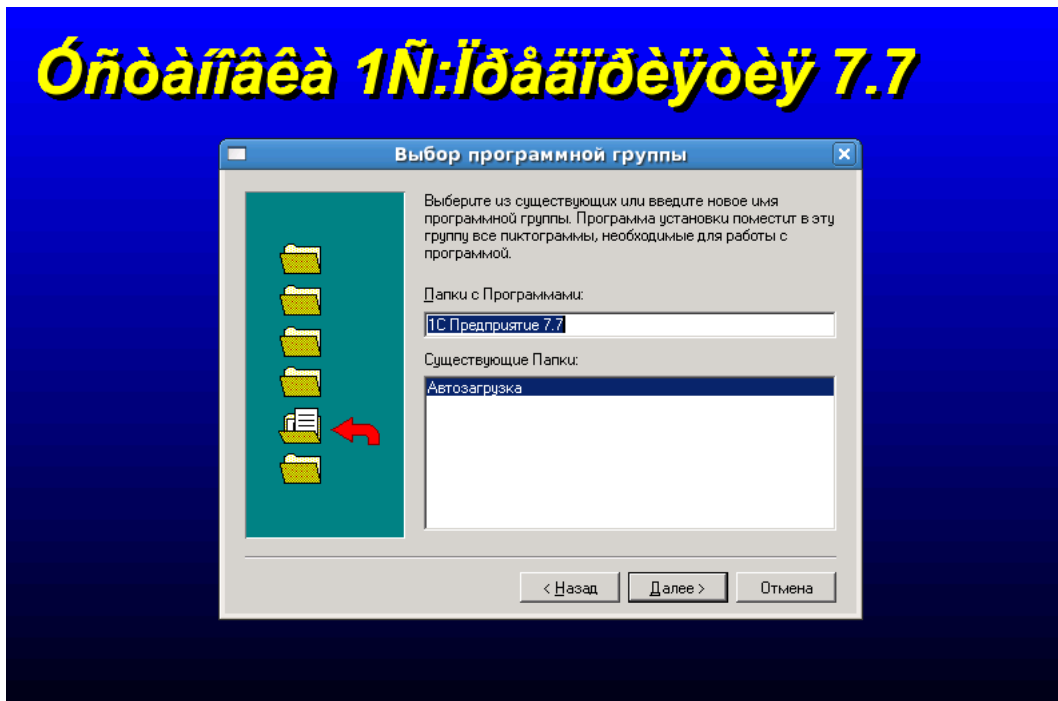 Óñòàíîâêà 1Ñ:Ïðåäïðèÿòèÿ 7.7
Выбор программной группы
Выберите из существующих или введите новое имя
программной группы. Программа установки поместит в эту
группу все пиктограммы, необходимые для работы с
программой.
Папки с Программами:
1С Предприятие 7.7
Существующие Папки:
Автозагрузка
< Назад
Далее >
Отмена